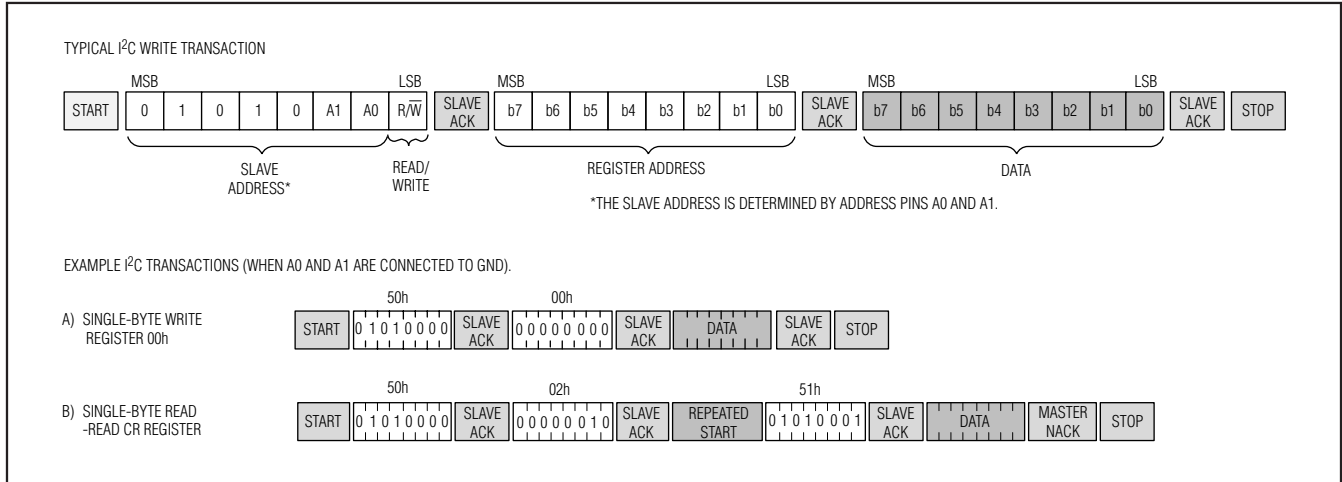 TYPICAL I²C WRITE TRANSACTION
MSB LSB MSB LSB MSB LSB
START 0 1 0 1 0 A1 A0 R/W̅ SLAVE ACK b7 b6 b5 b4 b3 b2 b1 b0 SLAVE ACK b7 b6 b5 b4 b3 b2 b1 b0 SLAVE ACK STOP
SLAVE ADDRESS* READ/WRITE REGISTER ADDRESS DATA
*THE SLAVE ADDRESS IS DETERMINED BY ADDRESS PINS A0 AND A1.
EXAMPLE I²C TRANSACTIONS (WHEN A0 AND A1 ARE CONNECTED TO GND).
50h 00h
A) SINGLE-BYTE WRITE
REGISTER 00h
START 0 1 0 1 0 0 0 0 SLAVE ACK 0 0 0 0 0 0 0 0 SLAVE ACK DATA SLAVE ACK STOP
50h 02h 51h
B) SINGLE-BYTE READ
-READ CR REGISTER
START 0 1 0 1 0 0 0 0 SLAVE ACK 0 0 0 0 0 0 1 0 SLAVE ACK REPEATED START 0 1 0 1 0 0 0 1 SLAVE ACK DATA MASTER NACK STOP